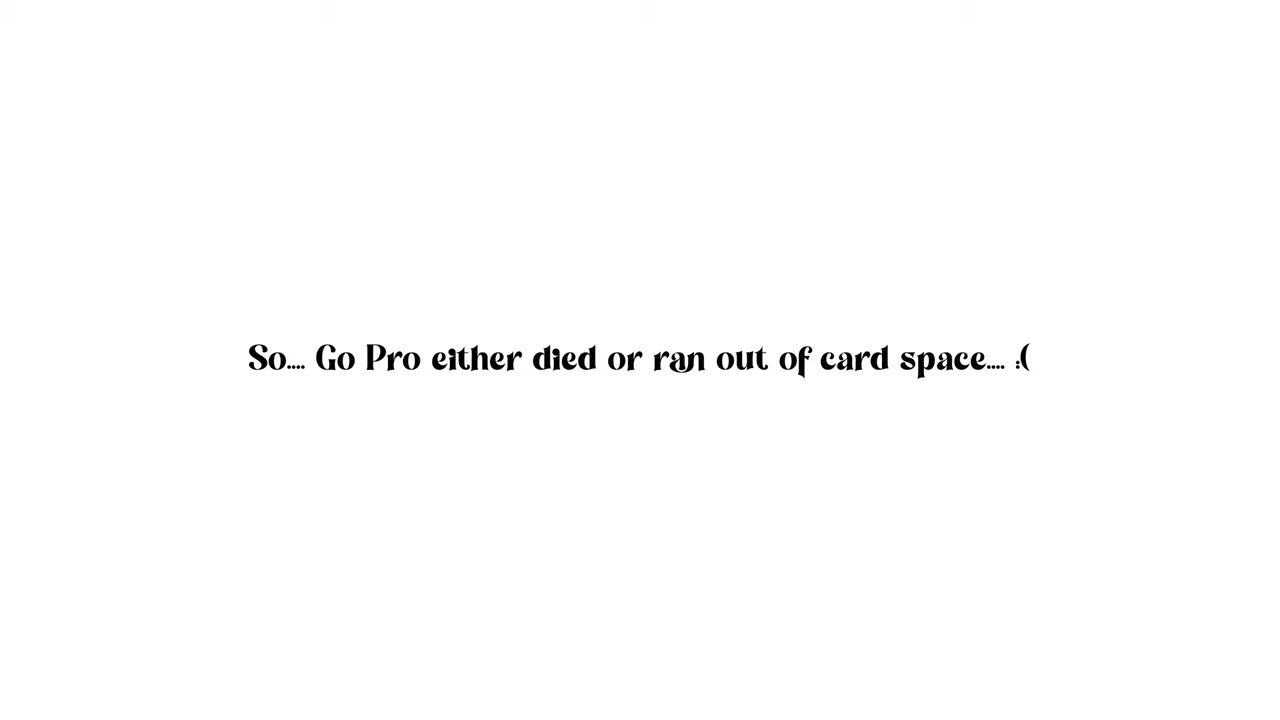 So.... Go Pro either died or ran out of card space.... :(